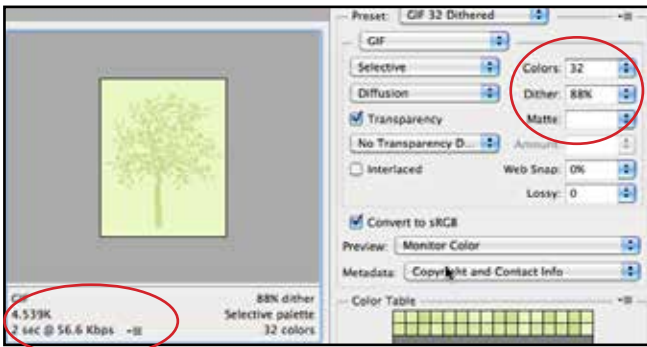 Preset: GIF 32 Dithered
GIF
Selective Colors: 32
Diffusion Dither: 88%
Transparency Matte:
No Transparency D... Amount:
Interlaced Web Snap: 0%
Lossy: 0
Convert to sRGB
Preview: Monitor Color
Metadata: Copyright and Contact Info
Color Table
GIF 88% dither
4.539K Selective palette
2 sec @ 56.6 Kbps 32 colors